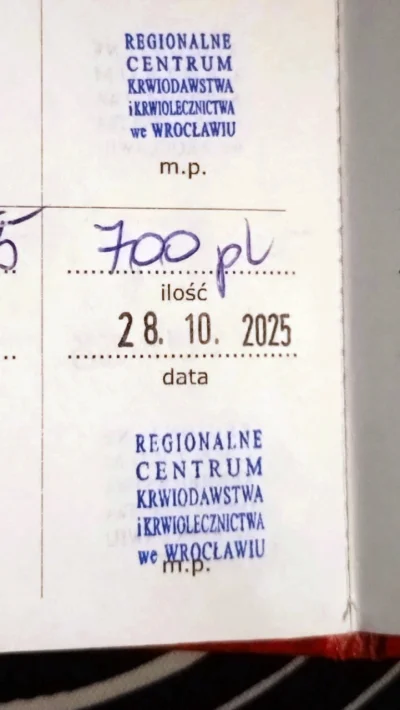 REGIONALNE
CENTRUM
KRWIODAWSTWA
i KRWIOLECZNICTWA
we WROCŁAWIU
m.p.
700 pl
ilość
28. 10. 2025
data
REGIONALNE
CENTRUM
KRWIODAWSTWA
i KRWIOLECZNICTWA
we WROCŁAWIU
m.p.